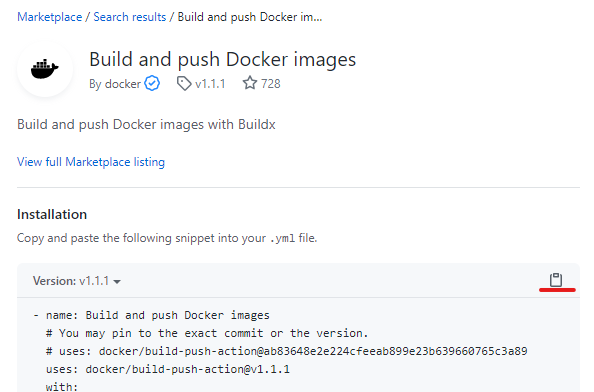 Marketplace / Search results / Build and push Docker im...
Build and push Docker images
By docker v1.1.1 728
Build and push Docker images with Buildx
View full Marketplace listing
Installation
Copy and paste the following snippet into your .yml file.
Version: v1.1.1
- name: Build and push Docker images
  # You may pin to the exact commit or the version.
  # uses: docker/build-push-action@ab83648e2e224cfeeab899e23b639660765c3a89
  uses: docker/build-push-action@v1.1.1
  with: